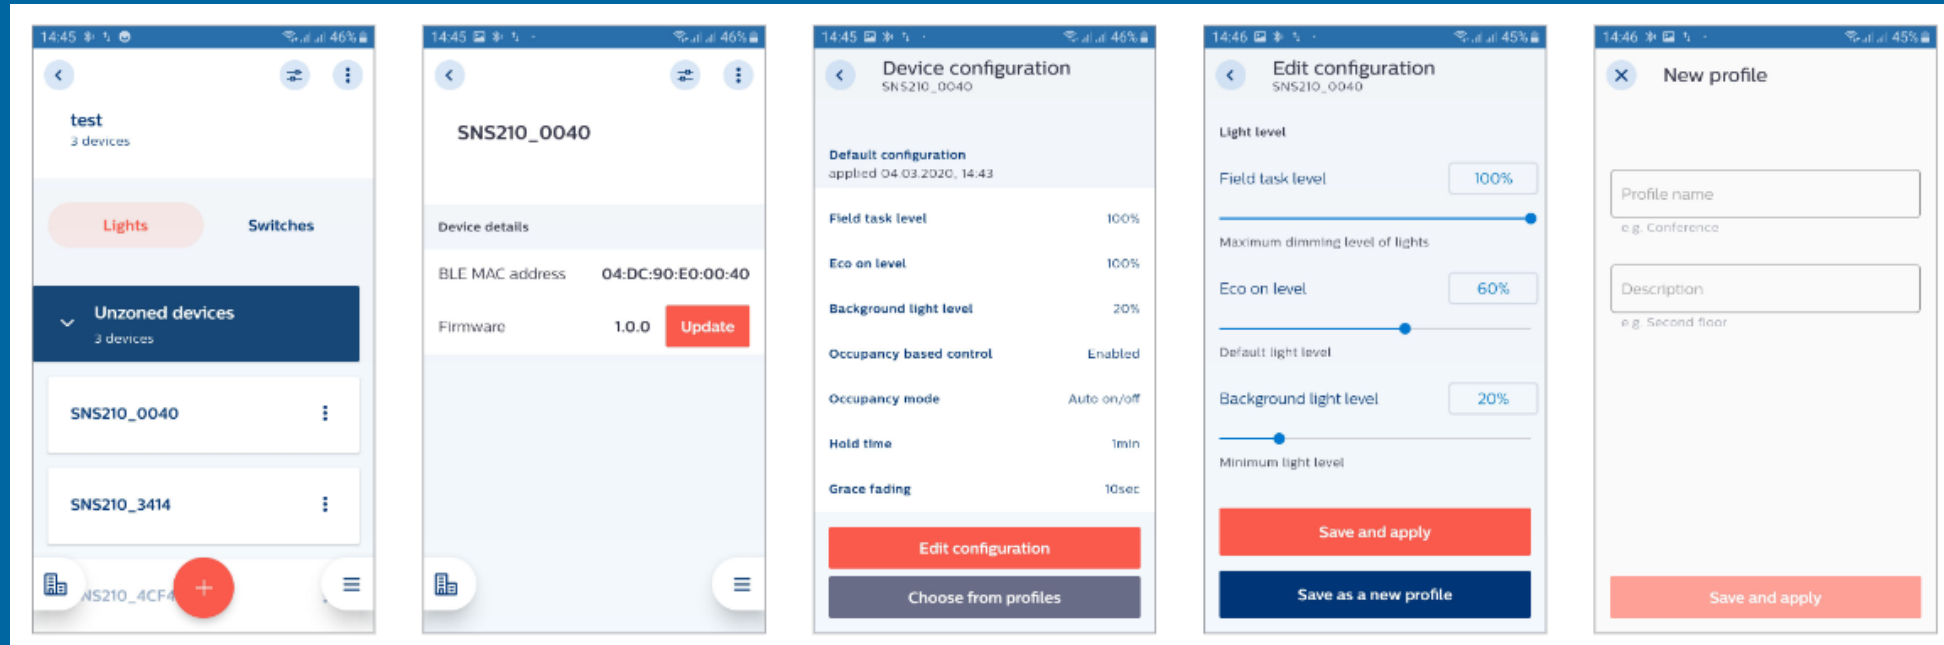 14:45
46%
test
3 devices
Lights
Switches
Unzoned devices
3 devices
SNS210_0040
SNS210_3414
NS210_4CF4
14:45
46%
SNS210_0040
Device details
BLE MAC address
04:DC:90:E0:00:40
Firmware
1.0.0
Update
14:45
46%
Device configuration
SNS210_0040
Default configuration
applied 04.03.2020, 14:43
Field task level
100%
Eco on level
100%
Background light level
20%
Occupancy based control
Enabled
Occupancy mode
Auto on/off
Hold time
1min
Grace fading
10sec
Edit configuration
Choose from profiles
14:46
45%
Edit configuration
SNS210_0040
Light level
Field task level
100%
Maximum dimming level of lights
Eco on level
60%
Default light level
Background light level
20%
Minimum light level
Save and apply
Save as a new profile
14:46
45%
New profile
Profile name
e.g. Conference
Description
e.g. Second floor
Save and apply